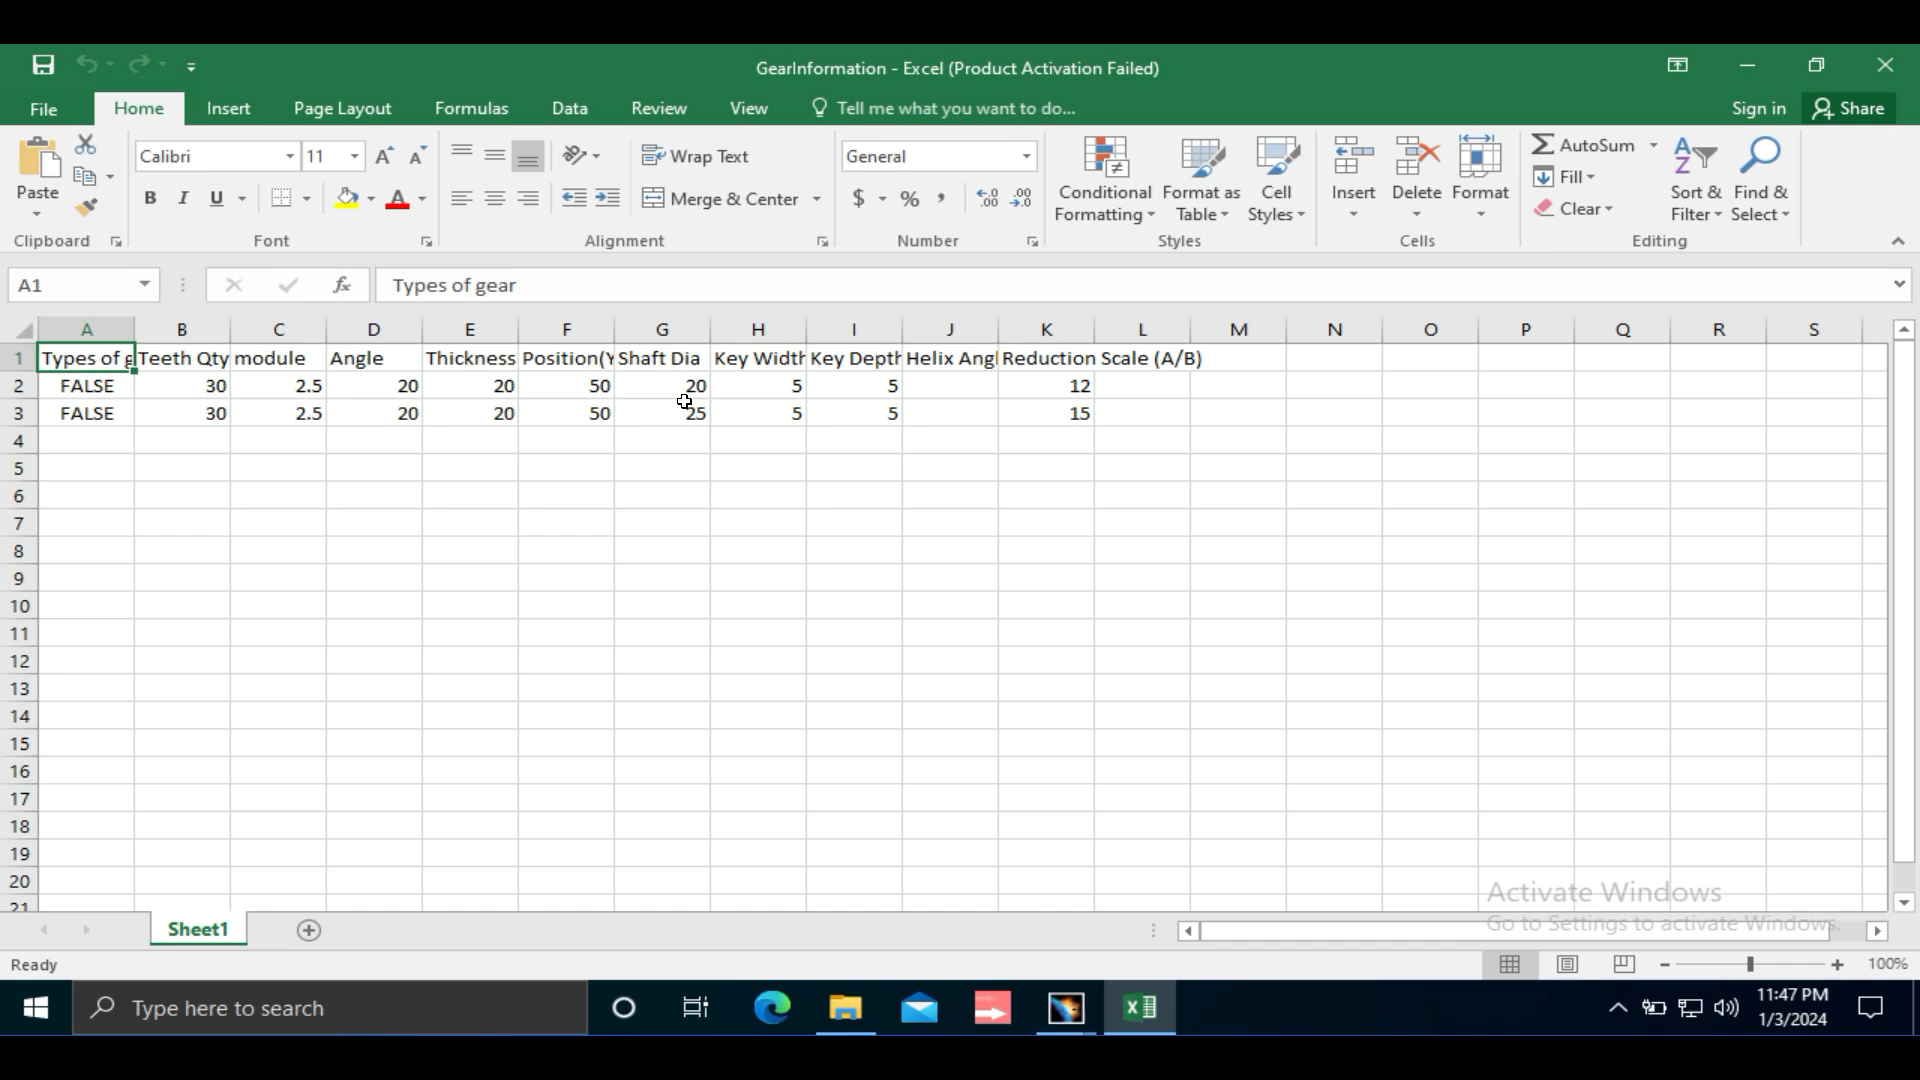 GearInformation - Excel (Product Activation Failed)
File Home Insert Page Layout Formulas Data Review View Tell me what you want to do... Sign in Share
Calibri 11 Wrap Text General AutoSum
Paste Conditional Formatting Format as Table Cell Styles Insert Delete Format Fill Sort & Filter Find & Select
B I U Merge & Center $ % , Clear
Clipboard Font Alignment Number Styles Cells Editing
A1 fx Types of gear
A B C D E F G H I J K L M N O P Q R S
1 Types of g Teeth Qty module Angle Thickness Position(Y Shaft Dia Key Width Key Depth Helix Angl Reduction Scale (A/B)
2 FALSE 30 2.5 20 20 50 20 5 5 12
3 FALSE 30 2.5 20 20 50 25 5 5 15
4
5
6
7
8
9
10
11
12
13
14
15
16
17
18
19
20
21
Activate Windows
Go to Settings to activate Windows.
Sheet1
Ready 100%
Type here to search 11:47 PM
1/3/2024